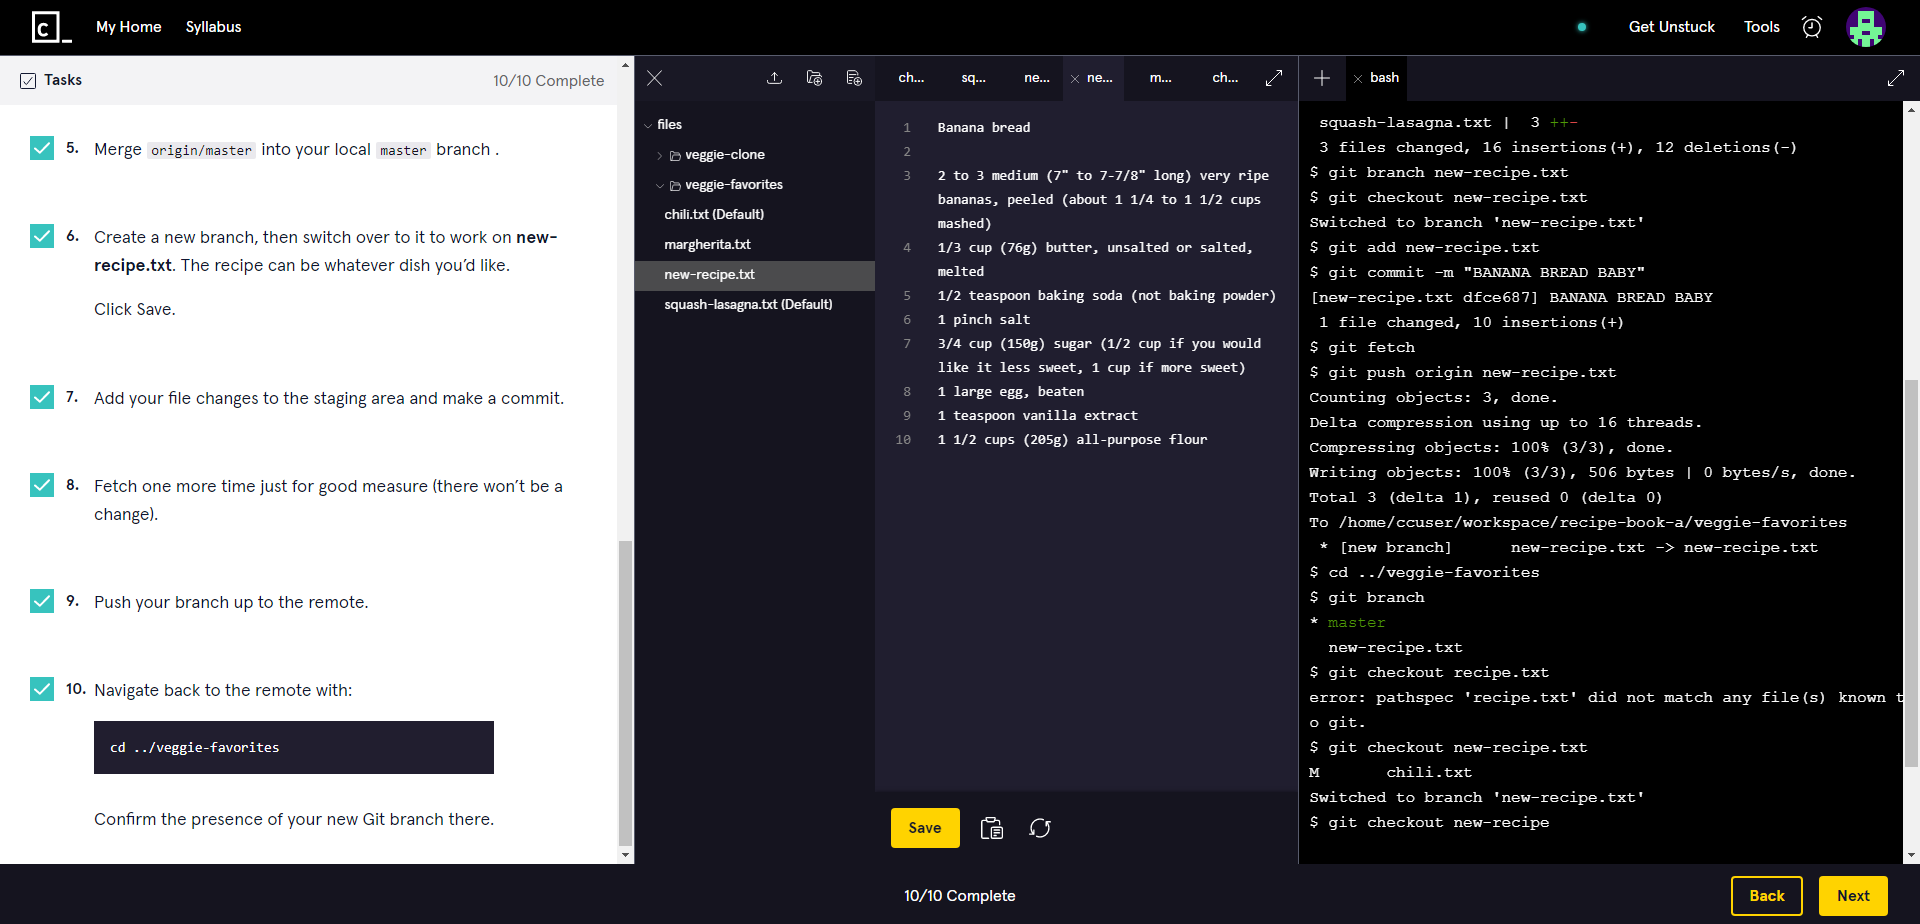 C_ My Home Syllabus Get Unstuck Tools
Tasks 10/10 Complete
5. Merge origin/master into your local master branch .
6. Create a new branch, then switch over to it to work on new-
recipe.txt. The recipe can be whatever dish you’d like.
Click Save.
7. Add your file changes to the staging area and make a commit.
8. Fetch one more time just for good measure (there won’t be a
change).
9. Push your branch up to the remote.
10. Navigate back to the remote with:
cd ../veggie-favorites
Confirm the presence of your new Git branch there.
files
veggie-clone
veggie-favorites
chili.txt (Default)
margherita.txt
new-recipe.txt
squash-lasagna.txt (Default)
ch... sq... ne... ne... m... ch...
1 Banana bread
2
3 2 to 3 medium (7" to 7-7/8" long) very ripe
bananas, peeled (about 1 1/4 to 1 1/2 cups
mashed)
4 1/3 cup (76g) butter, unsalted or salted,
melted
5 1/2 teaspoon baking soda (not baking powder)
6 1 pinch salt
7 3/4 cup (150g) sugar (1/2 cup if you would
like it less sweet, 1 cup if more sweet)
8 1 large egg, beaten
9 1 teaspoon vanilla extract
10 1 1/2 cups (205g) all-purpose flour
Save
bash
squash-lasagna.txt | 3 ++-
3 files changed, 16 insertions(+), 12 deletions(-)
$ git branch new-recipe.txt
$ git checkout new-recipe.txt
Switched to branch 'new-recipe.txt'
$ git add new-recipe.txt
$ git commit -m "BANANA BREAD BABY"
[new-recipe.txt dfce687] BANANA BREAD BABY
1 file changed, 10 insertions(+)
$ git fetch
$ git push origin new-recipe.txt
Counting objects: 3, done.
Delta compression using up to 16 threads.
Compressing objects: 100% (3/3), done.
Writing objects: 100% (3/3), 506 bytes | 0 bytes/s, done.
Total 3 (delta 1), reused 0 (delta 0)
To /home/ccuser/workspace/recipe-book-a/veggie-favorites
* [new branch] new-recipe.txt -> new-recipe.txt
$ cd ../veggie-favorites
$ git branch
* master
new-recipe.txt
$ git checkout recipe.txt
error: pathspec 'recipe.txt' did not match any file(s) known t
o git.
$ git checkout new-recipe.txt
M chili.txt
Switched to branch 'new-recipe.txt'
$ git checkout new-recipe
10/10 Complete
Back Next